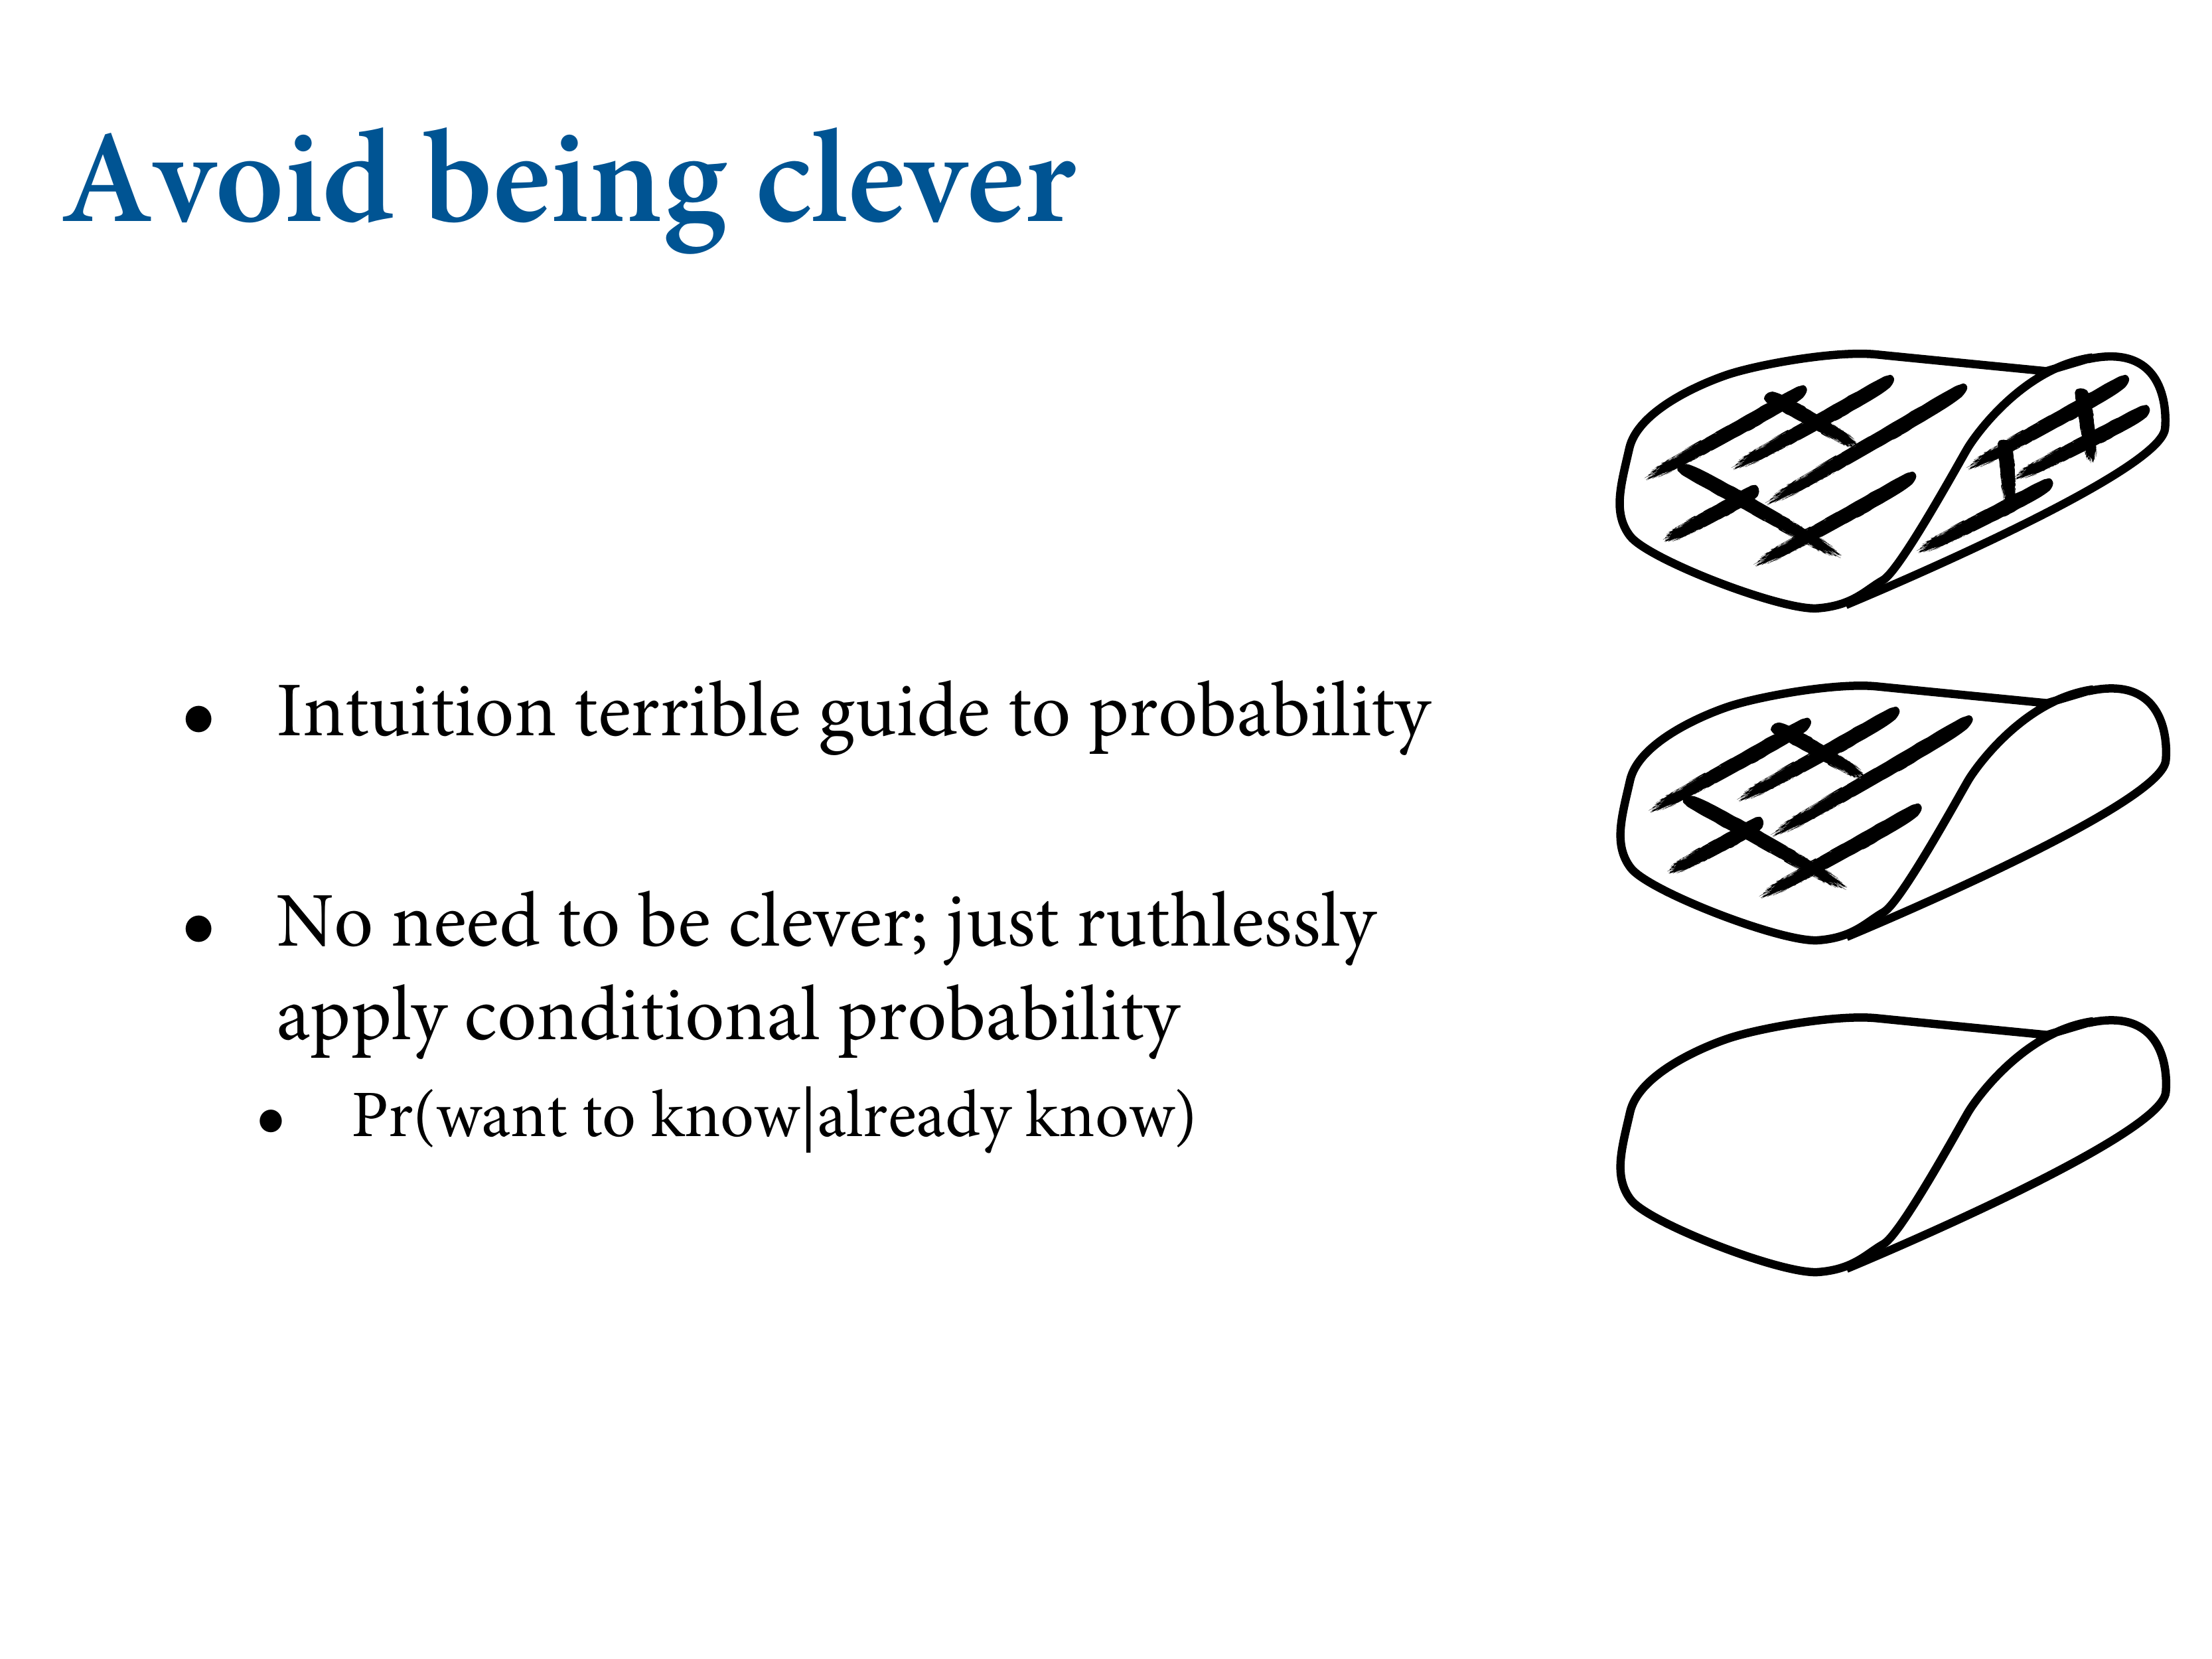 Avoid being clever
• Intuition terrible guide to probability
• No need to be clever; just ruthlessly
apply conditional probability
• Pr(want to know|already know)